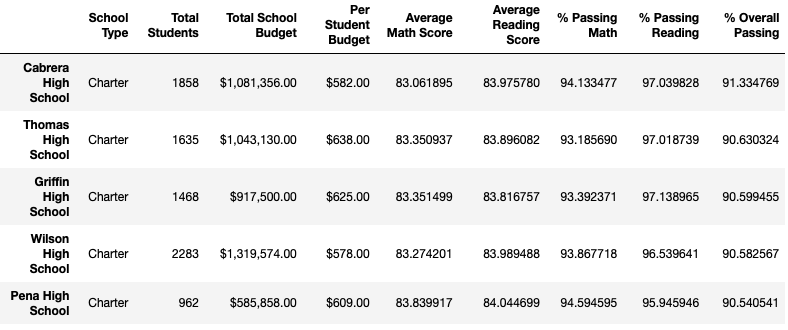 School Type Total Students Total School Budget Per Student Budget Average Math Score Average Reading Score % Passing Math % Passing Reading % Overall Passing
Cabrera High School Charter 1858 $1,081,356.00 $582.00 83.061895 83.975780 94.133477 97.039828 91.334769
Thomas High School Charter 1635 $1,043,130.00 $638.00 83.350937 83.896082 93.185690 97.018739 90.630324
Griffin High School Charter 1468 $917,500.00 $625.00 83.351499 83.816757 93.392371 97.138965 90.599455
Wilson High School Charter 2283 $1,319,574.00 $578.00 83.274201 83.989488 93.867718 96.539641 90.582567
Pena High School Charter 962 $585,858.00 $609.00 83.839917 84.044699 94.594595 95.945946 90.540541